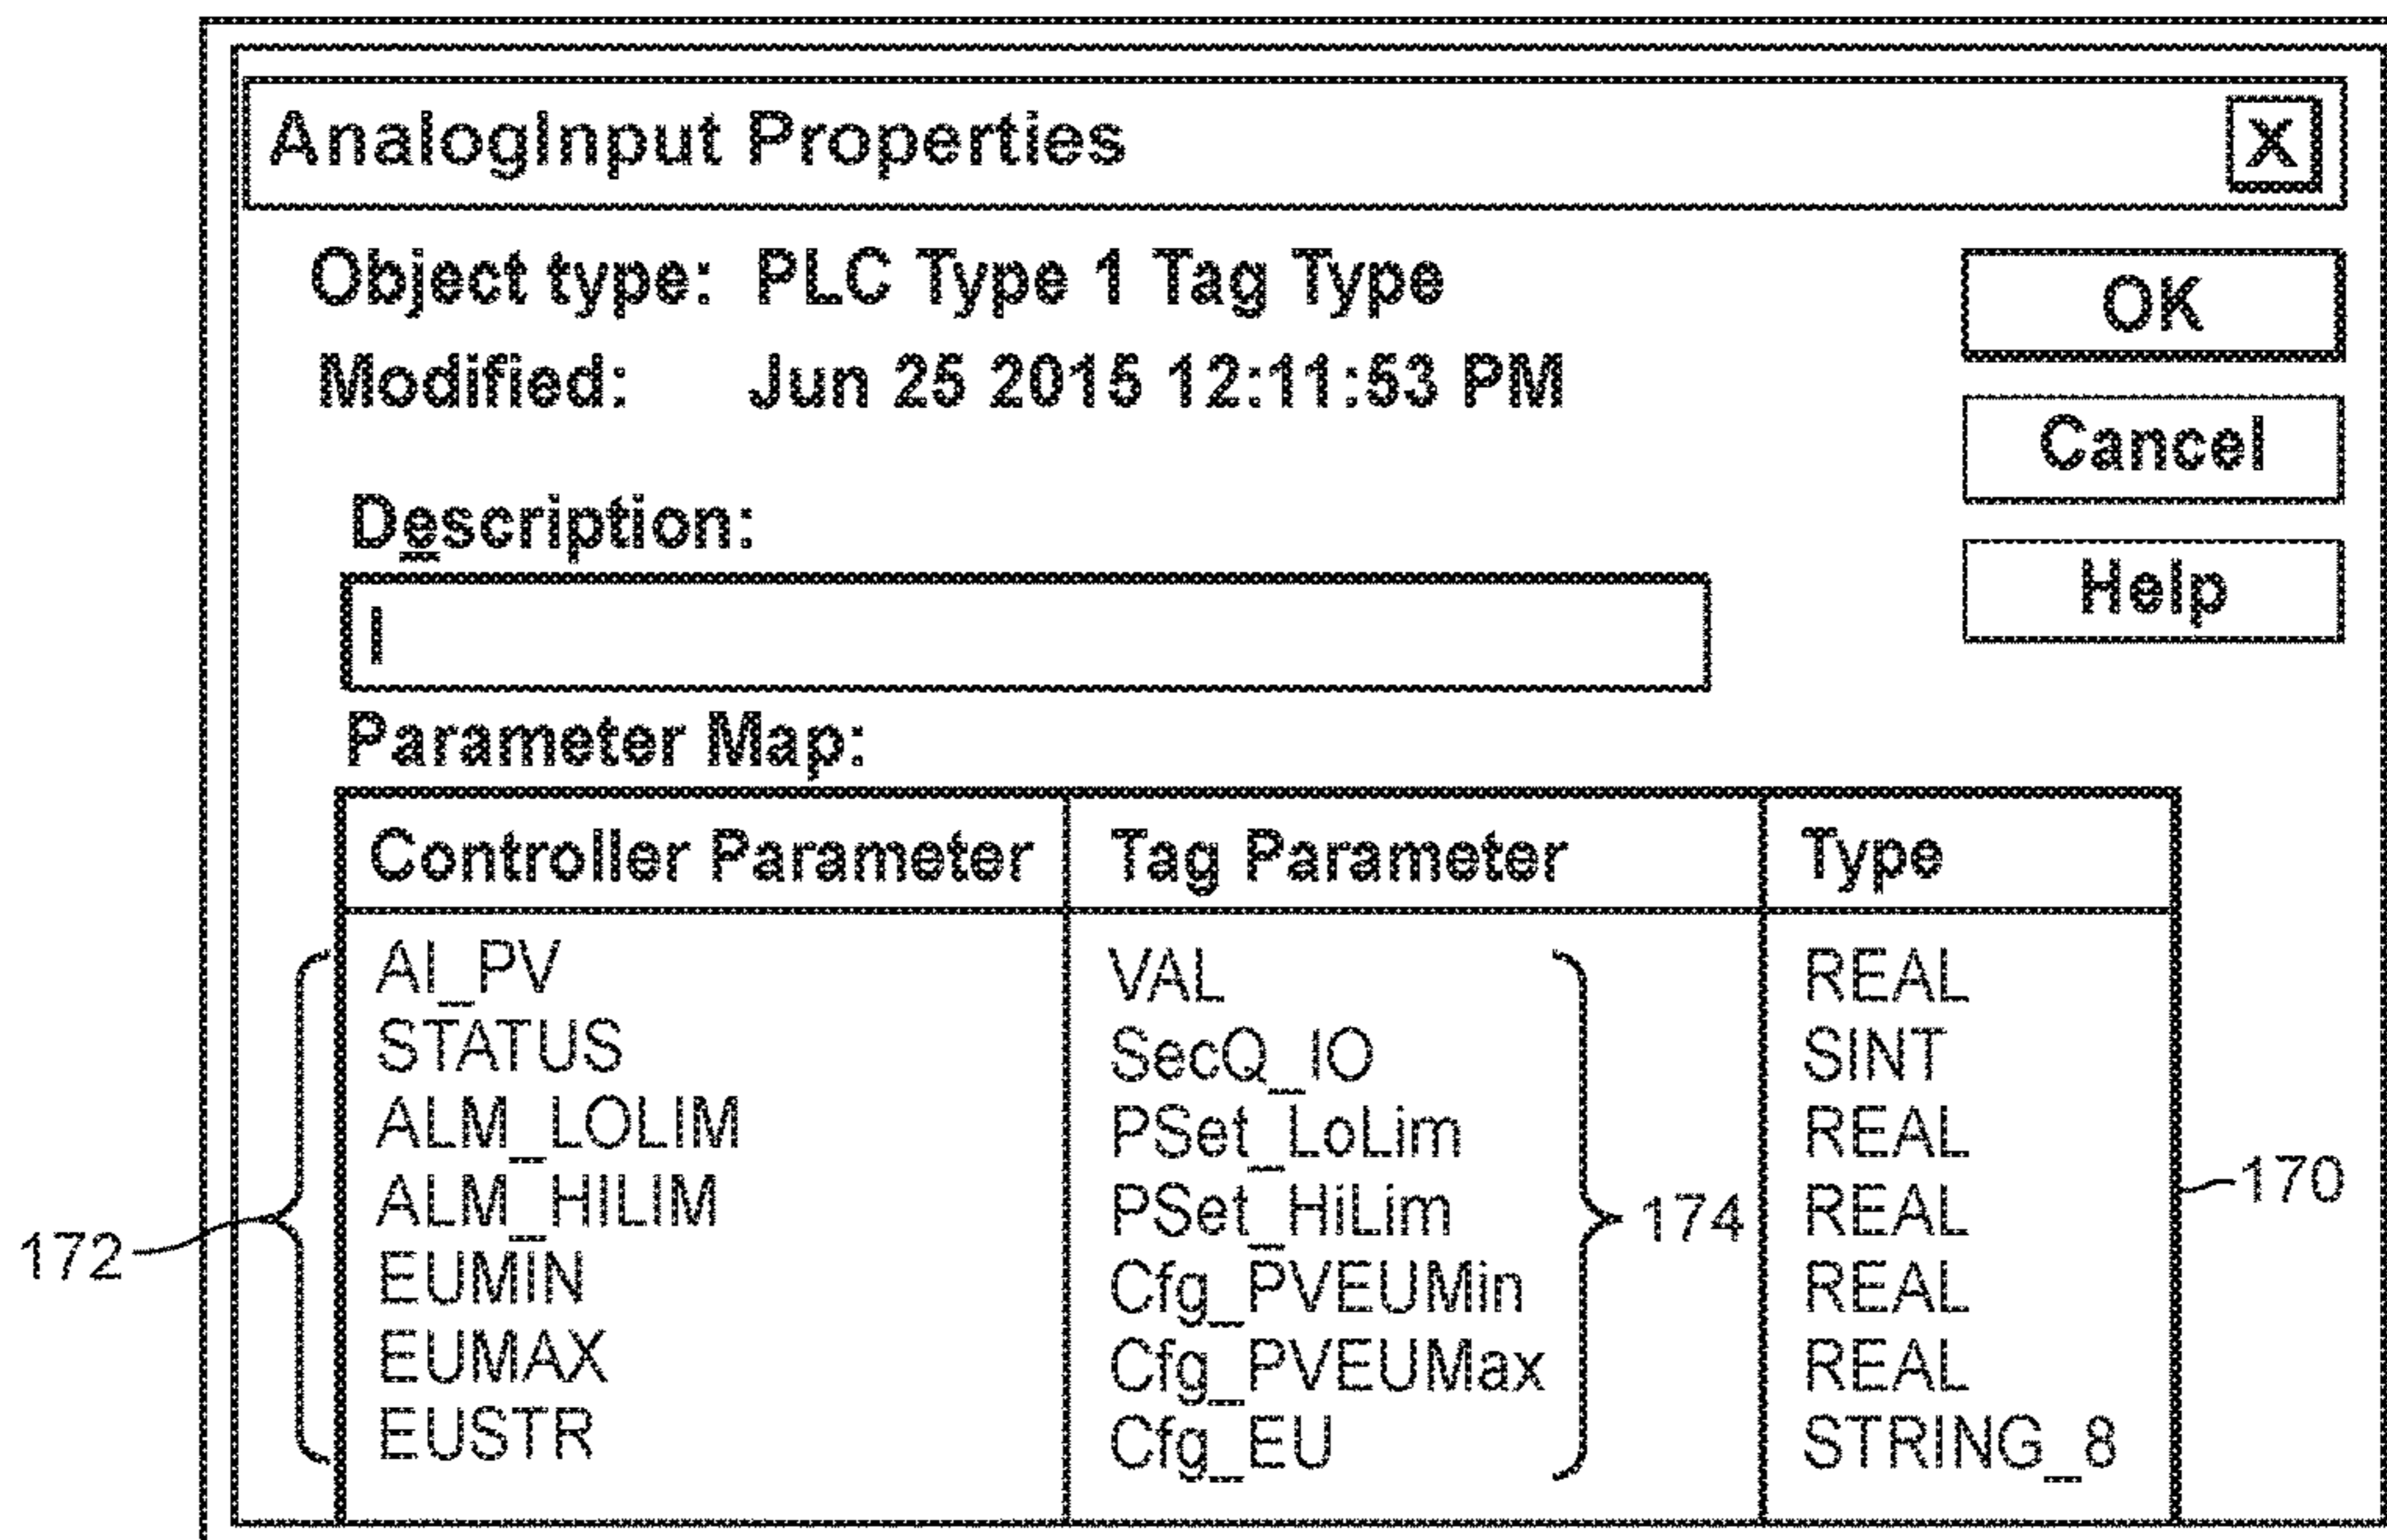 AnalogInput Properties X
Object type: PLC Type 1 Tag Type
OK
Modified: Jun 25 2015 12:11:53 PM
Cancel
Description:
Help
Parameter Map:
Controller Parameter Tag Parameter Type
AI_PV VAL REAL
STATUS SecQ_IO SINT
ALM_LOLIM PSet_LoLim REAL
ALM_HILIM PSet_HiLim REAL
EUMIN Cfg_PVEUMin REAL
EUMAX Cfg_PVEUMax REAL
EUSTR Cfg_EU STRING_8
172
174
170